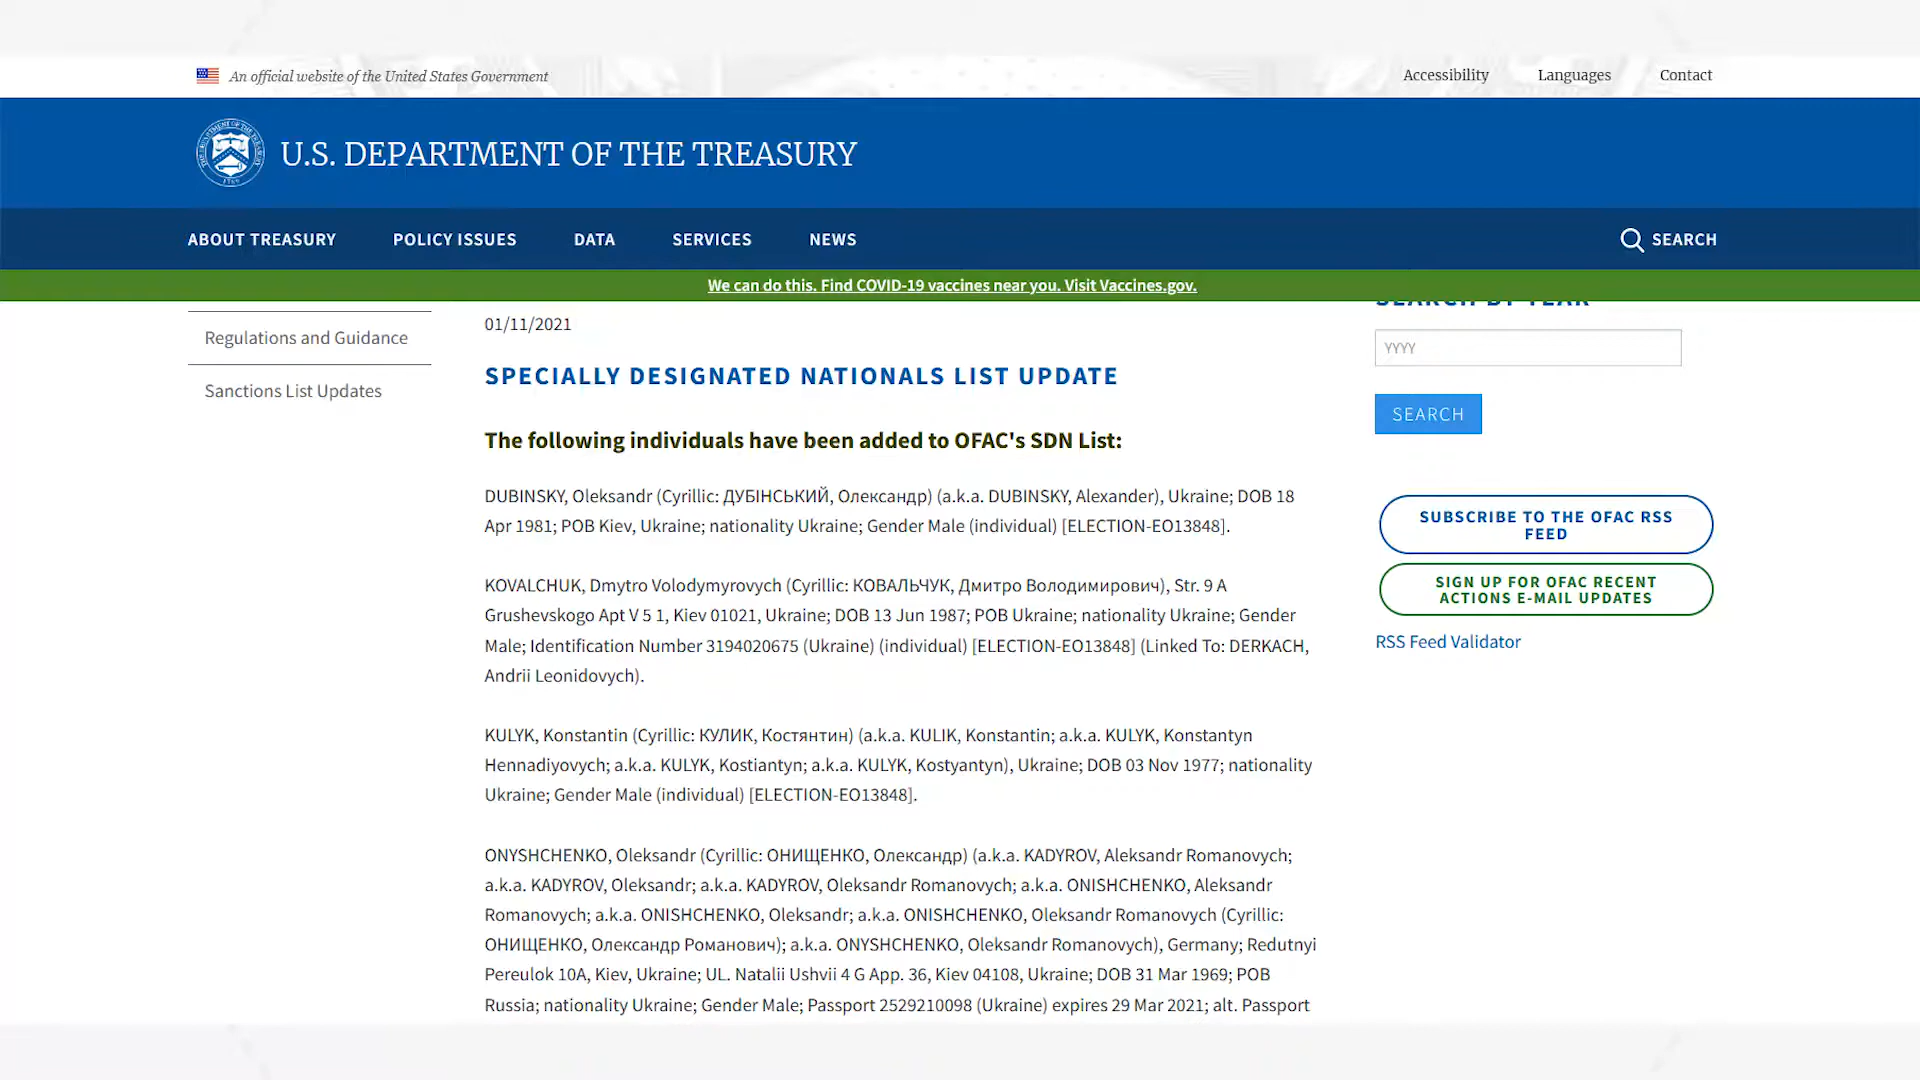 An official website of the United States Government
Accessibility
Languages
Contact
U.S. DEPARTMENT OF THE TREASURY
ABOUT TREASURY
POLICY ISSUES
DATA
SERVICES
NEWS
SEARCH
We can do this. Find COVID-19 vaccines near you. Visit Vaccines.gov.
Regulations and Guidance
Sanctions List Updates
01/11/2021
SPECIALLY DESIGNATED NATIONALS LIST UPDATE
The following individuals have been added to OFAC's SDN List:
DUBINSKY, Oleksandr (Cyrillic: ДУБІНСЬКИЙ, Олександр) (a.k.a. DUBINSKY, Alexander), Ukraine; DOB 18
Apr 1981; POB Kiev, Ukraine; nationality Ukraine; Gender Male (individual) [ELECTION-EO13848].
KOVALCHUK, Dmytro Volodymyrovych (Cyrillic: КОВАЛЬЧУК, Дмитро Володимирович), Str. 9 A
Grushevskogo Apt V 5 1, Kiev 01021, Ukraine; DOB 13 Jun 1987; POB Ukraine; nationality Ukraine; Gender
Male; Identification Number 3194020675 (Ukraine) (individual) [ELECTION-EO13848] (Linked To: DERKACH,
Andrii Leonidovych).
KULYK, Konstantin (Cyrillic: КУЛИК, Костянтин) (a.k.a. KULIK, Konstantin; a.k.a. KULYK, Konstantyn
Hennadiyovych; a.k.a. KULYK, Kostiantyn; a.k.a. KULYK, Kostyantyn), Ukraine; DOB 03 Nov 1977; nationality
Ukraine; Gender Male (individual) [ELECTION-EO13848].
ONYSHCHENKO, Oleksandr (Cyrillic: ОНИЩЕНКО, Олександр) (a.k.a. KADYROV, Aleksandr Romanovych;
a.k.a. KADYROV, Oleksandr; a.k.a. KADYROV, Oleksandr Romanovych; a.k.a. ONISHCHENKO, Aleksandr
Romanovych; a.k.a. ONISHCHENKO, Oleksandr; a.k.a. ONISHCHENKO, Oleksandr Romanovych (Cyrillic:
ОНИЩЕНКО, Олександр Романович); a.k.a. ONYSHCHENKO, Oleksandr Romanovych), Germany; Redutnyi
Pereulok 10A, Kiev, Ukraine; UL. Natalii Ushvii 4 G App. 36, Kiev 04108, Ukraine; DOB 31 Mar 1969; POB
Russia; nationality Ukraine; Gender Male; Passport 2529210098 (Ukraine) expires 29 Mar 2021; alt. Passport
SEARCH BY YEAR
YYYY
SEARCH
SUBSCRIBE TO THE OFAC RSS
FEED
SIGN UP FOR OFAC RECENT
ACTIONS E-MAIL UPDATES
RSS Feed Validator